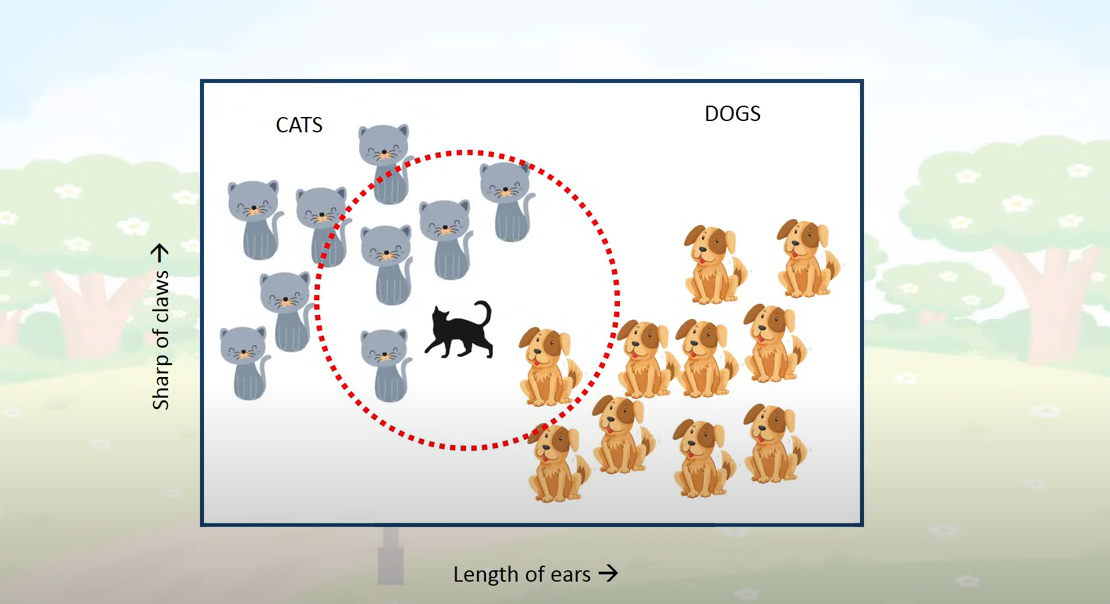 CATS
DOGS
Sharp of claws →
Length of ears →